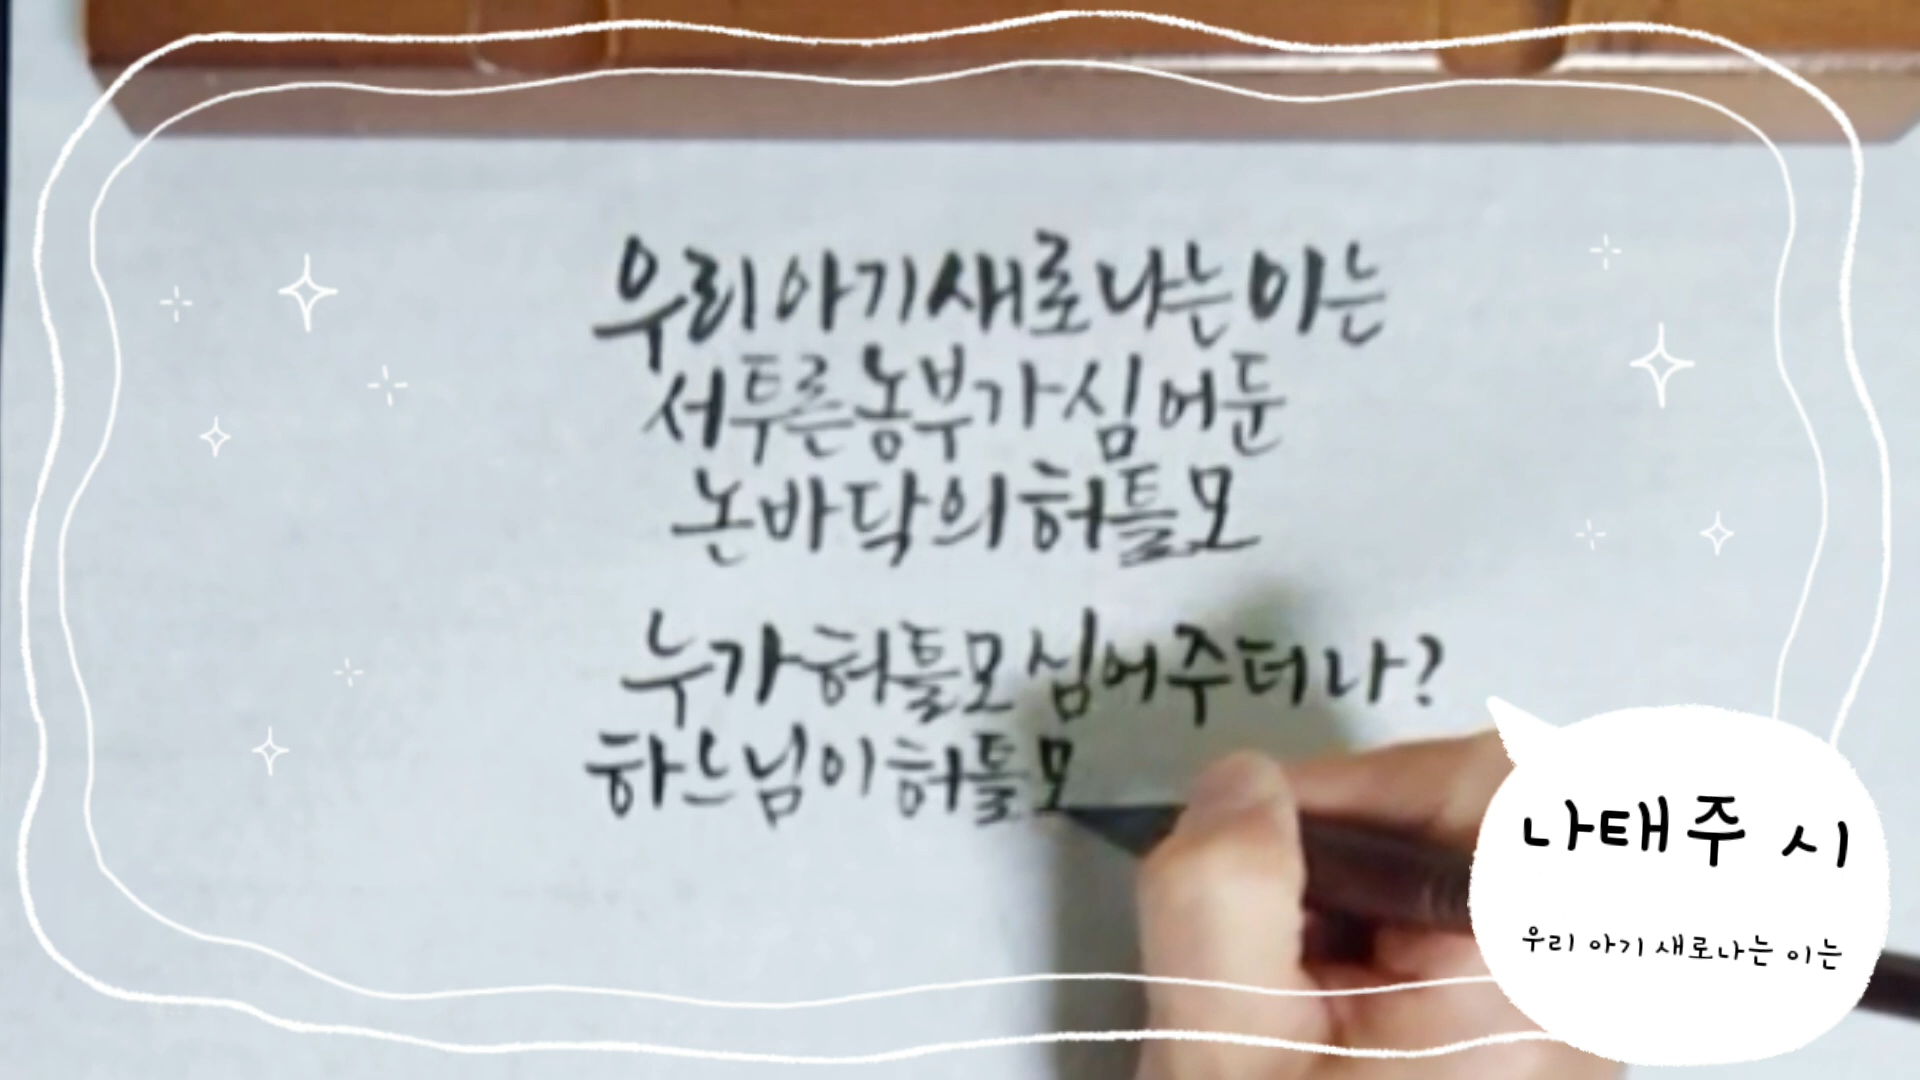 우리 아기 새로 나는 이는
서투른 농부가 심어둔
논바닥의 허틀모
누가 허틀모 심어주더나?
하느님이 허틀모
나태주 시
우리 아기 새로나는 이는